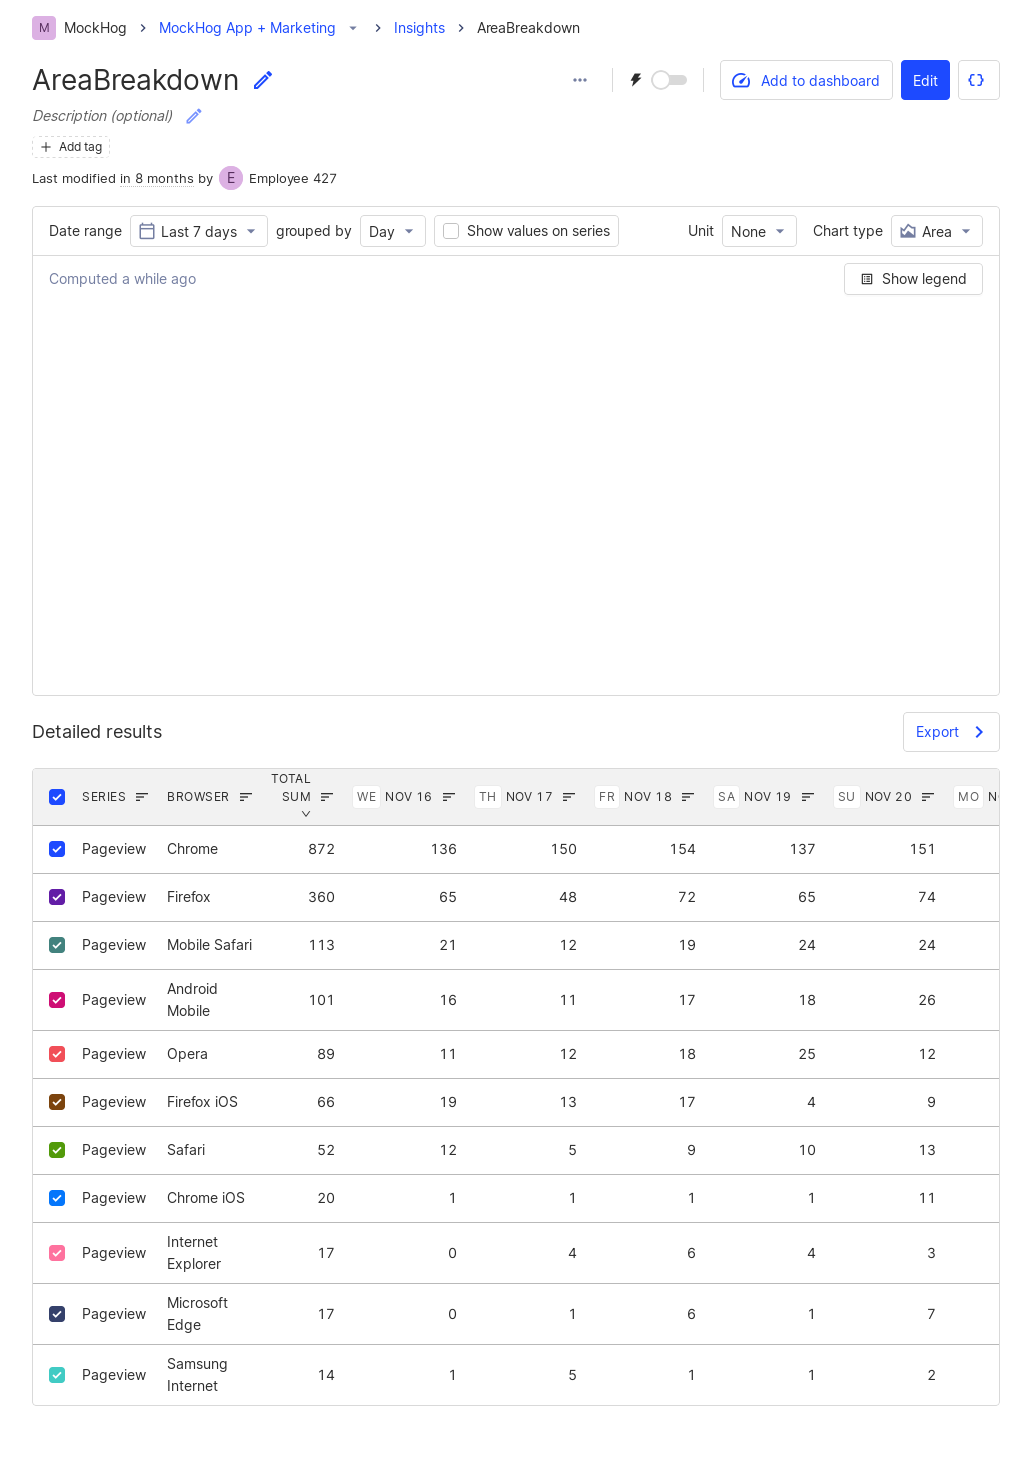 M MockHog MockHog App + Marketing Insights AreaBreakdown
AreaBreakdown Add to dashboard Edit
Description (optional)
Add tag
Last modified in 8 months by E Employee 427
Date range Last 7 days grouped by Day Show values on series Unit None Chart type Area
Computed a while ago Show legend
Detailed results Export
SERIES BROWSER TOTAL SUM WE NOV 16 TH NOV 17 FR NOV 18 SA NOV 19 SU NOV 20 MO
Pageview Chrome 872 136 150 154 137 151
Pageview Firefox 360 65 48 72 65 74
Pageview Mobile Safari 113 21 12 19 24 24
Pageview Android Mobile 101 16 11 17 18 26
Pageview Opera 89 11 12 18 25 12
Pageview Firefox iOS 66 19 13 17 4 9
Pageview Safari 52 12 5 9 10 13
Pageview Chrome iOS 20 1 1 1 1 11
Pageview Internet Explorer 17 0 4 6 4 3
Pageview Microsoft Edge 17 0 1 6 1 7
Pageview Samsung Internet 14 1 5 1 1 2